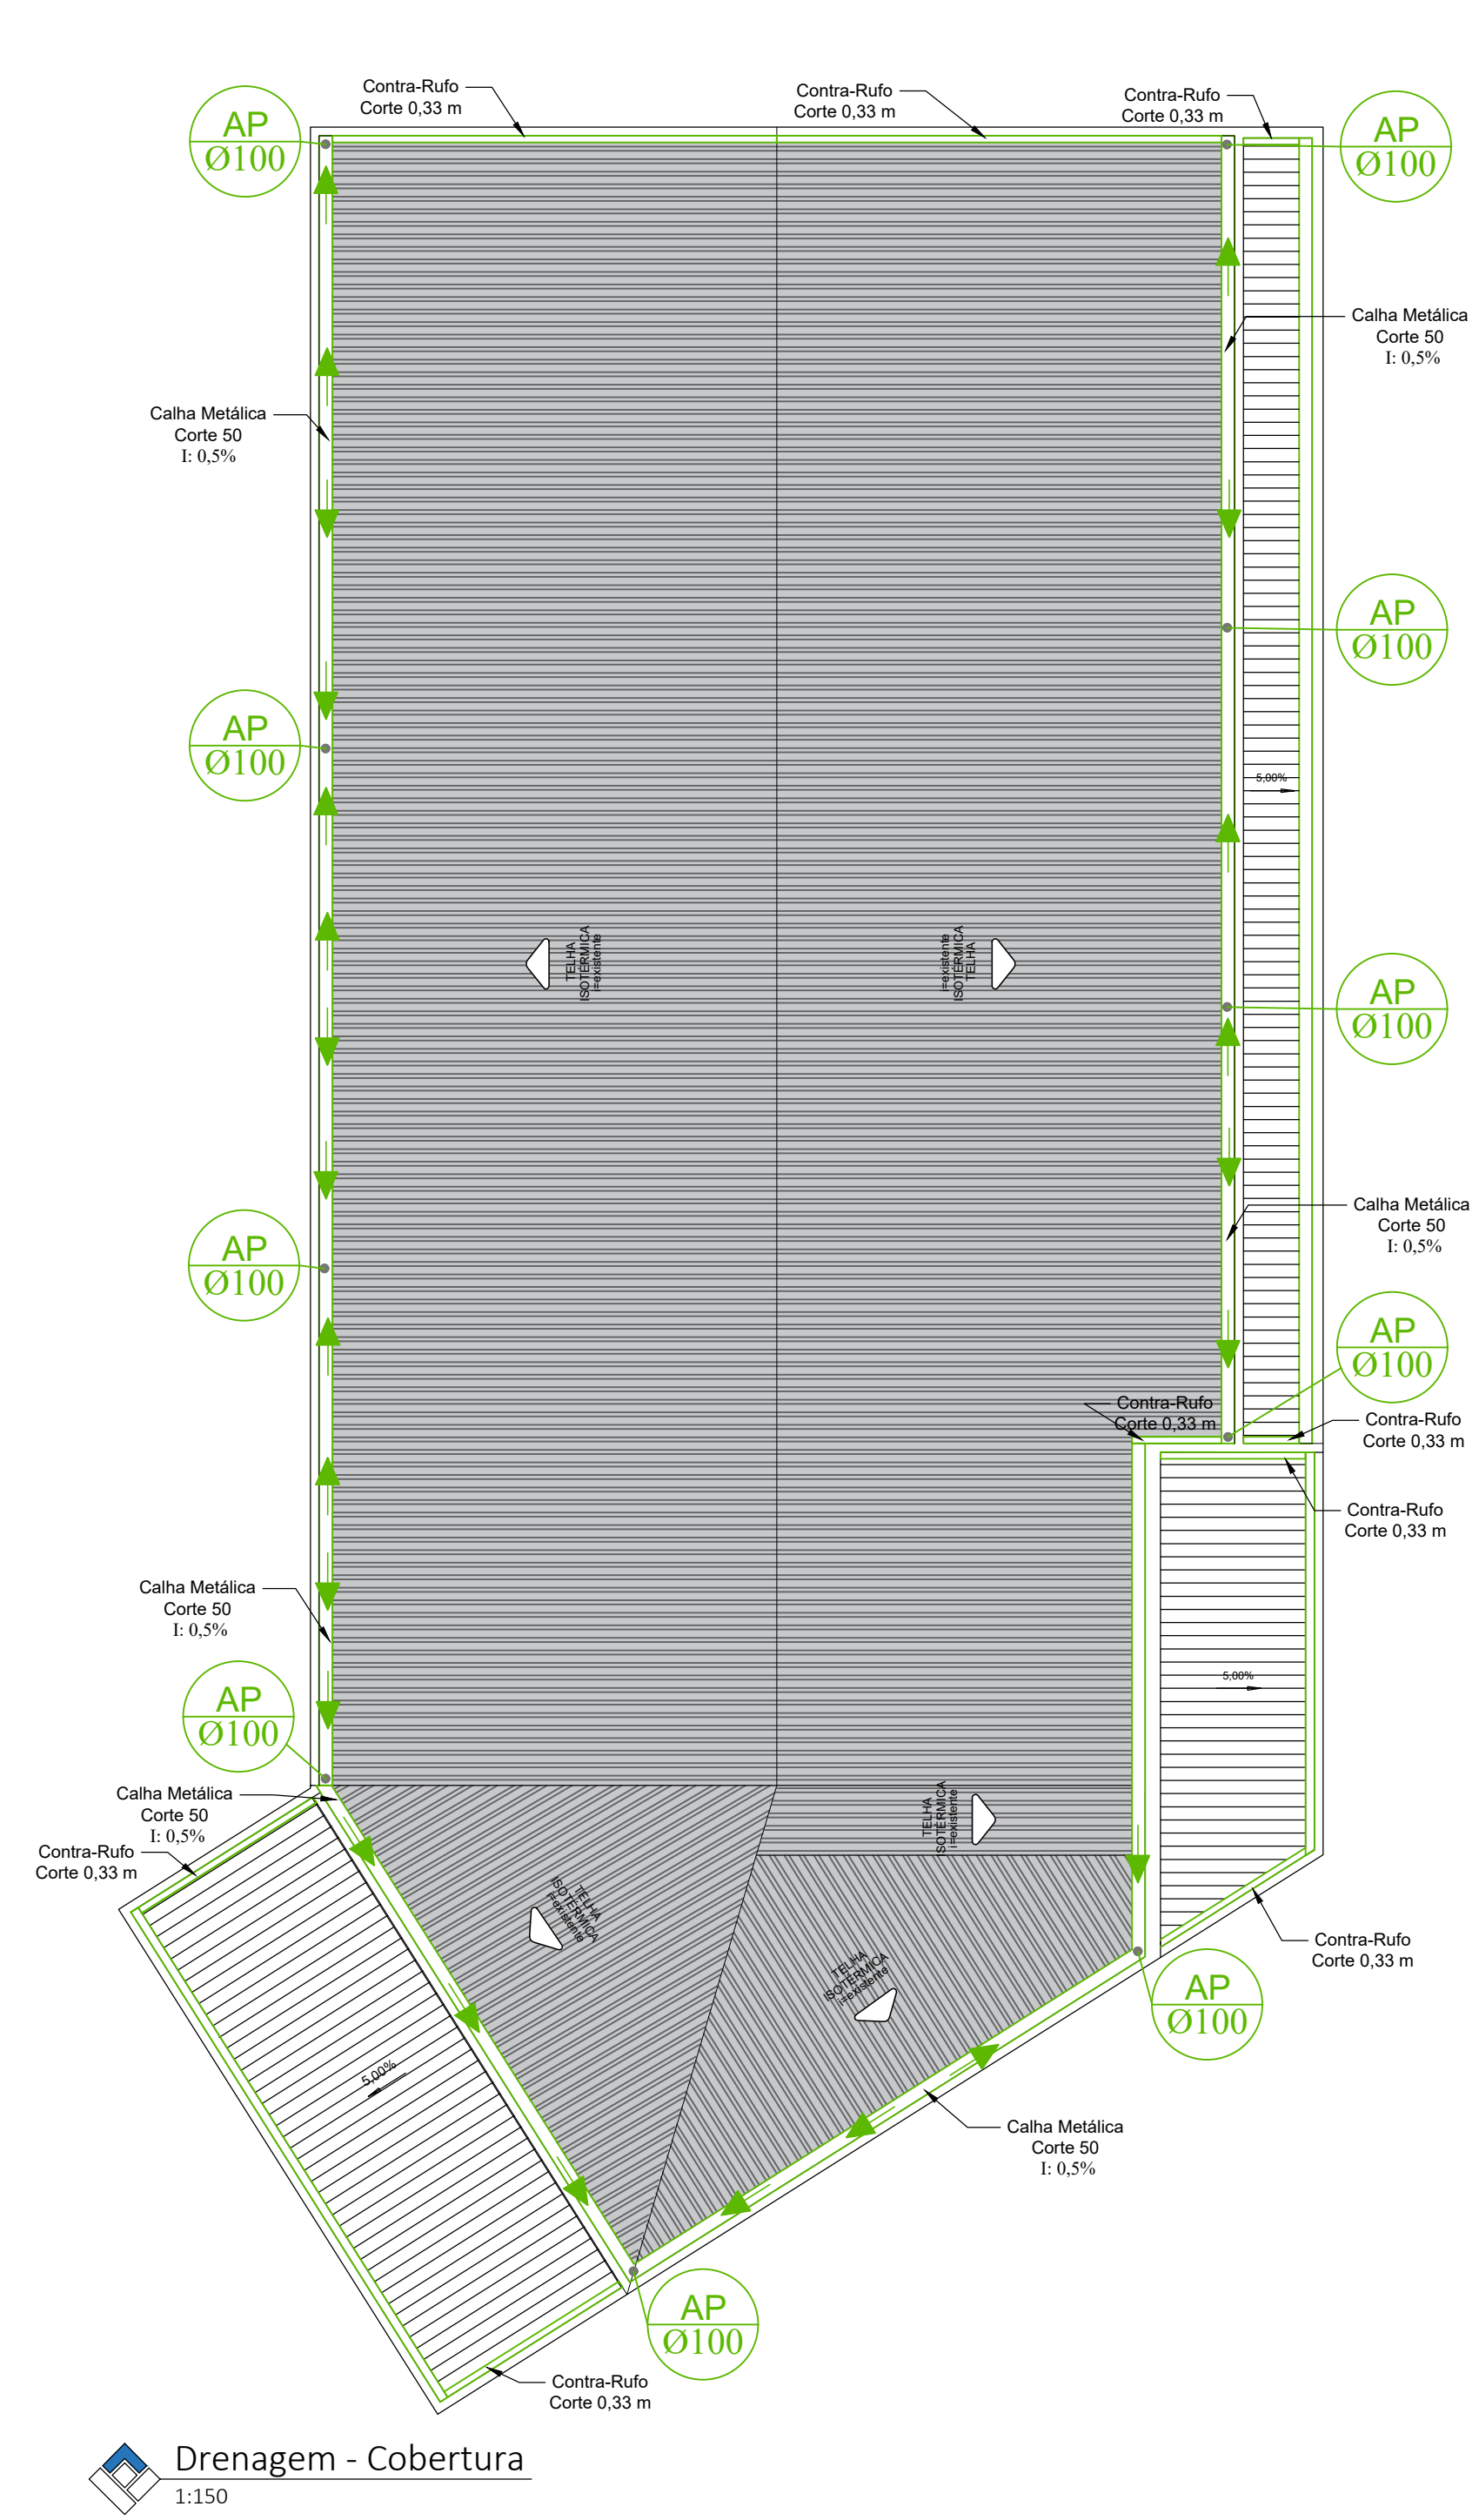 Contra-Rufo
Corte 0,33 m
Contra-Rufo
Corte 0,33 m
Contra-Rufo
Corte 0,33 m
AP
Ø100
AP
Ø100
Calha Metálica
Corte 50
I: 0,5%
Calha Metálica
Corte 50
I: 0,5%
AP
Ø100
AP
Ø100
5,00%
TELHA
ISOTÉRMICA
i=existente
i=existente
ISOTÉRMICA
TELHA
AP
Ø100
Calha Metálica
Corte 50
I: 0,5%
AP
Ø100
AP
Ø100
Contra-Rufo
Corte 0,33 m
Contra-Rufo
Corte 0,33 m
Contra-Rufo
Corte 0,33 m
Calha Metálica
Corte 50
I: 0,5%
5,00%
AP
Ø100
Calha Metálica
Corte 50
I: 0,5%
TELHA
ISOTÉRMICA
i=existente
Contra-Rufo
Corte 0,33 m
TELHA
ISOTÉRMICA
i=existente
TELHA
ISOTÉRMICA
i=existente
Contra-Rufo
Corte 0,33 m
AP
Ø100
5,00%
Calha Metálica
Corte 50
I: 0,5%
AP
Ø100
Contra-Rufo
Corte 0,33 m
Drenagem - Cobertura
1:150